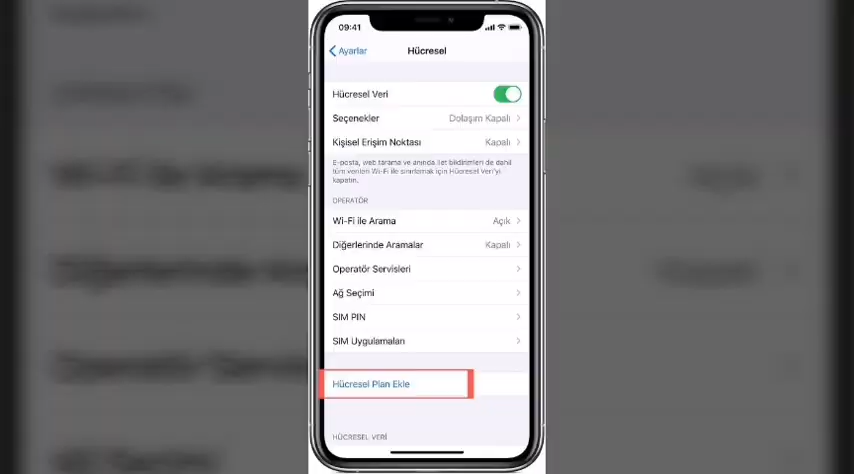 09:41
Ayarlar
Hücresel
Hücresel Veri
Seçenekler Dolaşım Kapalı
Kişisel Erişim Noktası Kapalı
E-posta, web tarama ve anında ilet bildirimleri de dahil
tüm verileri Wi-Fi ile sınırlamak için Hücresel Veri'yi
kapatın.
OPERATÖR
Wi-Fi ile Arama Açık
Diğerlerinde Aramalar Kapalı
Operatör Servisleri
Ağ Seçimi
SIM PIN
SIM Uygulamaları
Hücresel Plan Ekle
HÜCRESEL VERİ